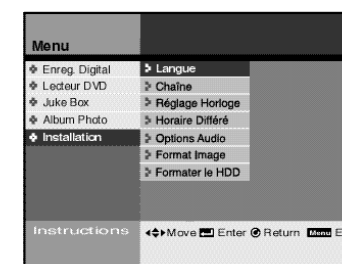 Menu
Enreg. Digital
Lecteur DVD
Juke Box
Album Photo
Installation
Langue
Chaîne
Réglage Horloge
Horaire Différé
Options Audio
Format Image
Formater le HDD
Instructions
Move Enter Return Menu E